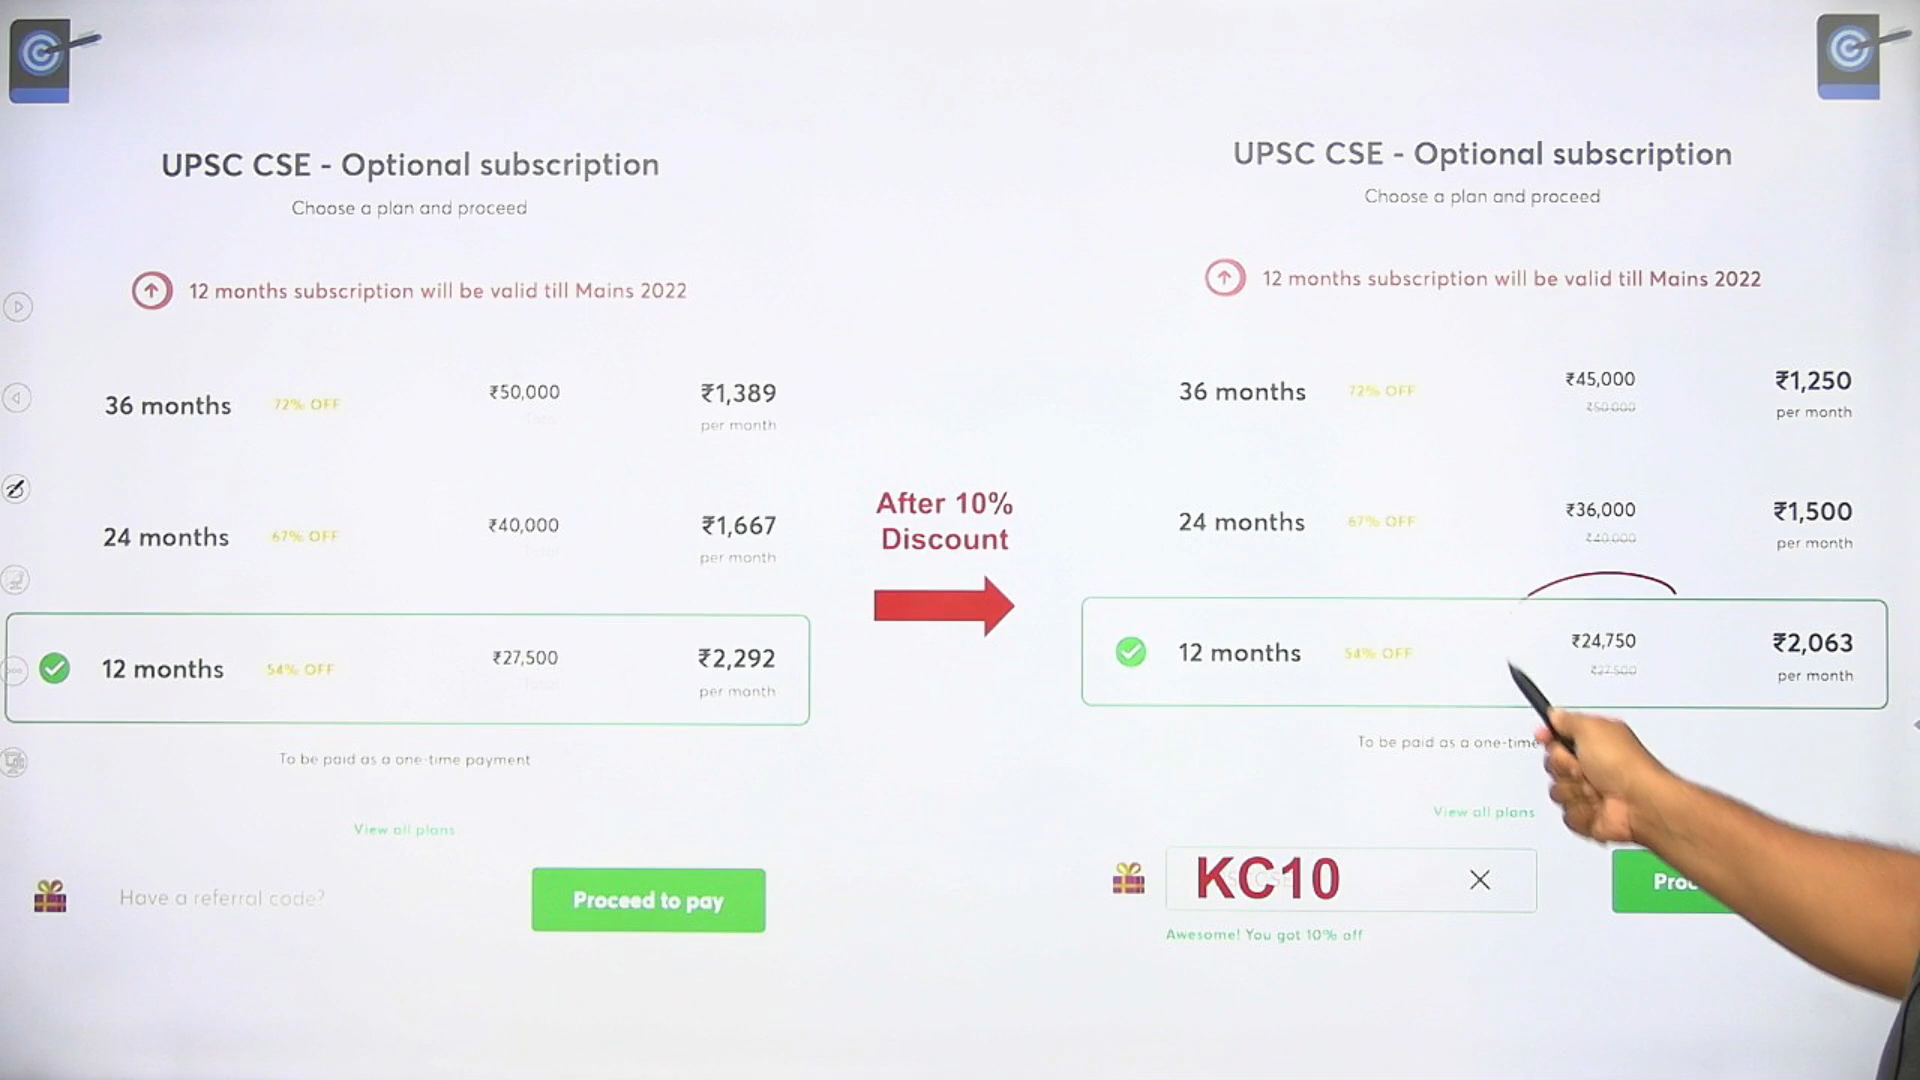 UPSC CSE - Optional subscription
Choose a plan and proceed
12 months subscription will be valid till Mains 2022
36 months 72% OFF ₹50,000 ₹1,389
per month
24 months 67% OFF ₹40,000 ₹1,667
Total per month
12 months 54% OFF ₹27,500 ₹2,292
Total per month
To be paid as a one-time payment
View all plans
Have a referral code? Proceed to pay
After 10%
Discount
UPSC CSE - Optional subscription
Choose a plan and proceed
12 months subscription will be valid till Mains 2022
36 months 72% OFF ₹45,000 ₹1,250
₹50,000 per month
24 months 67% OFF ₹36,000 ₹1,500
₹40,000 per month
12 months 54% OFF ₹24,750 ₹2,063
₹27,500 per month
To be paid as a one-time
View all plans
KC10
Awesome! You got 10% off